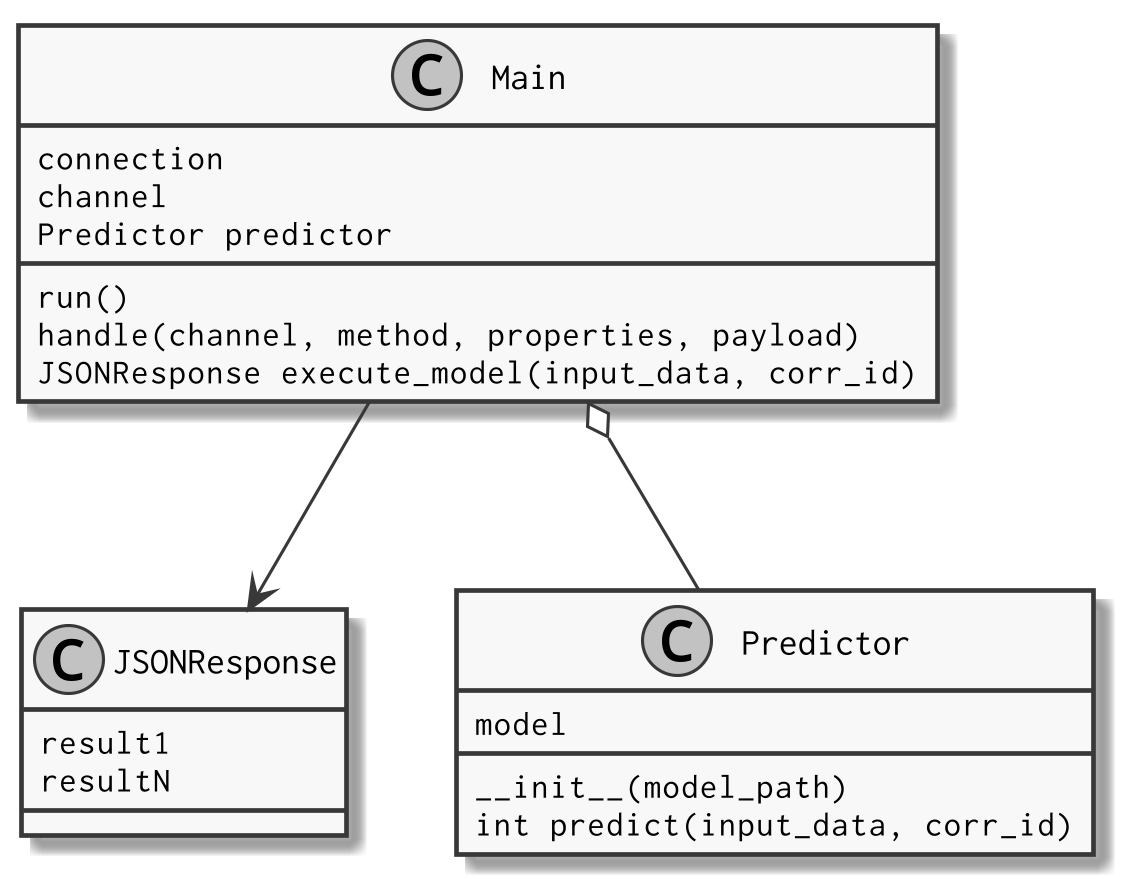 C Main
connection
channel
Predictor predictor
run()
handle(channel, method, properties, payload)
JSONResponse execute_model(input_data, corr_id)
C JSONResponse
result1
resultN
C Predictor
model
__init__(model_path)
int predict(input_data, corr_id)